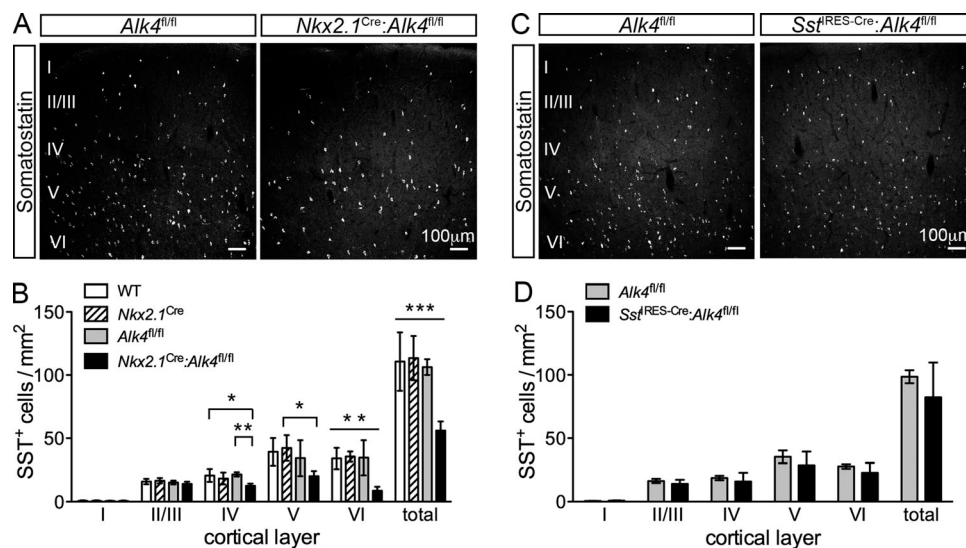 A
Alk4fl/fl
Nkx2.1Cre:Alk4fl/fl
Somatostatin
I
II/III
IV
V
VI
100μm
B
WT
Nkx2.1Cre
Alk4fl/fl
Nkx2.1Cre:Alk4fl/fl
SST+ cells / mm2
150
100
50
0
*
**
*
* *
***
I II/III IV V VI total
cortical layer
C
Alk4fl/fl
SstIRES-Cre:Alk4fl/fl
Somatostatin
I
II/III
IV
V
VI
100μm
D
Alk4fl/fl
SstIRES-Cre:Alk4fl/fl
SST+ cells / mm2
150
100
50
0
I II/III IV V VI total
cortical layer